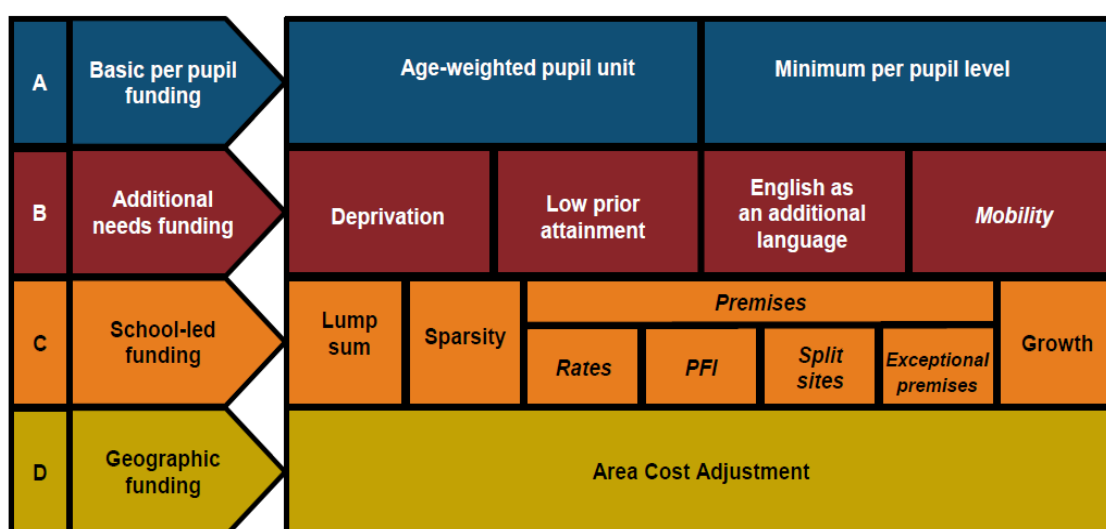 A
Basic per pupil
funding
Age-weighted pupil unit
Minimum per pupil level
B
Additional
needs funding
Deprivation
Low prior
attainment
English as
an additional
language
Mobility
C
School-led
funding
Lump
sum
Sparsity
Premises
Rates
PFI
Split
sites
Exceptional
premises
Growth
D
Geographic
funding
Area Cost Adjustment